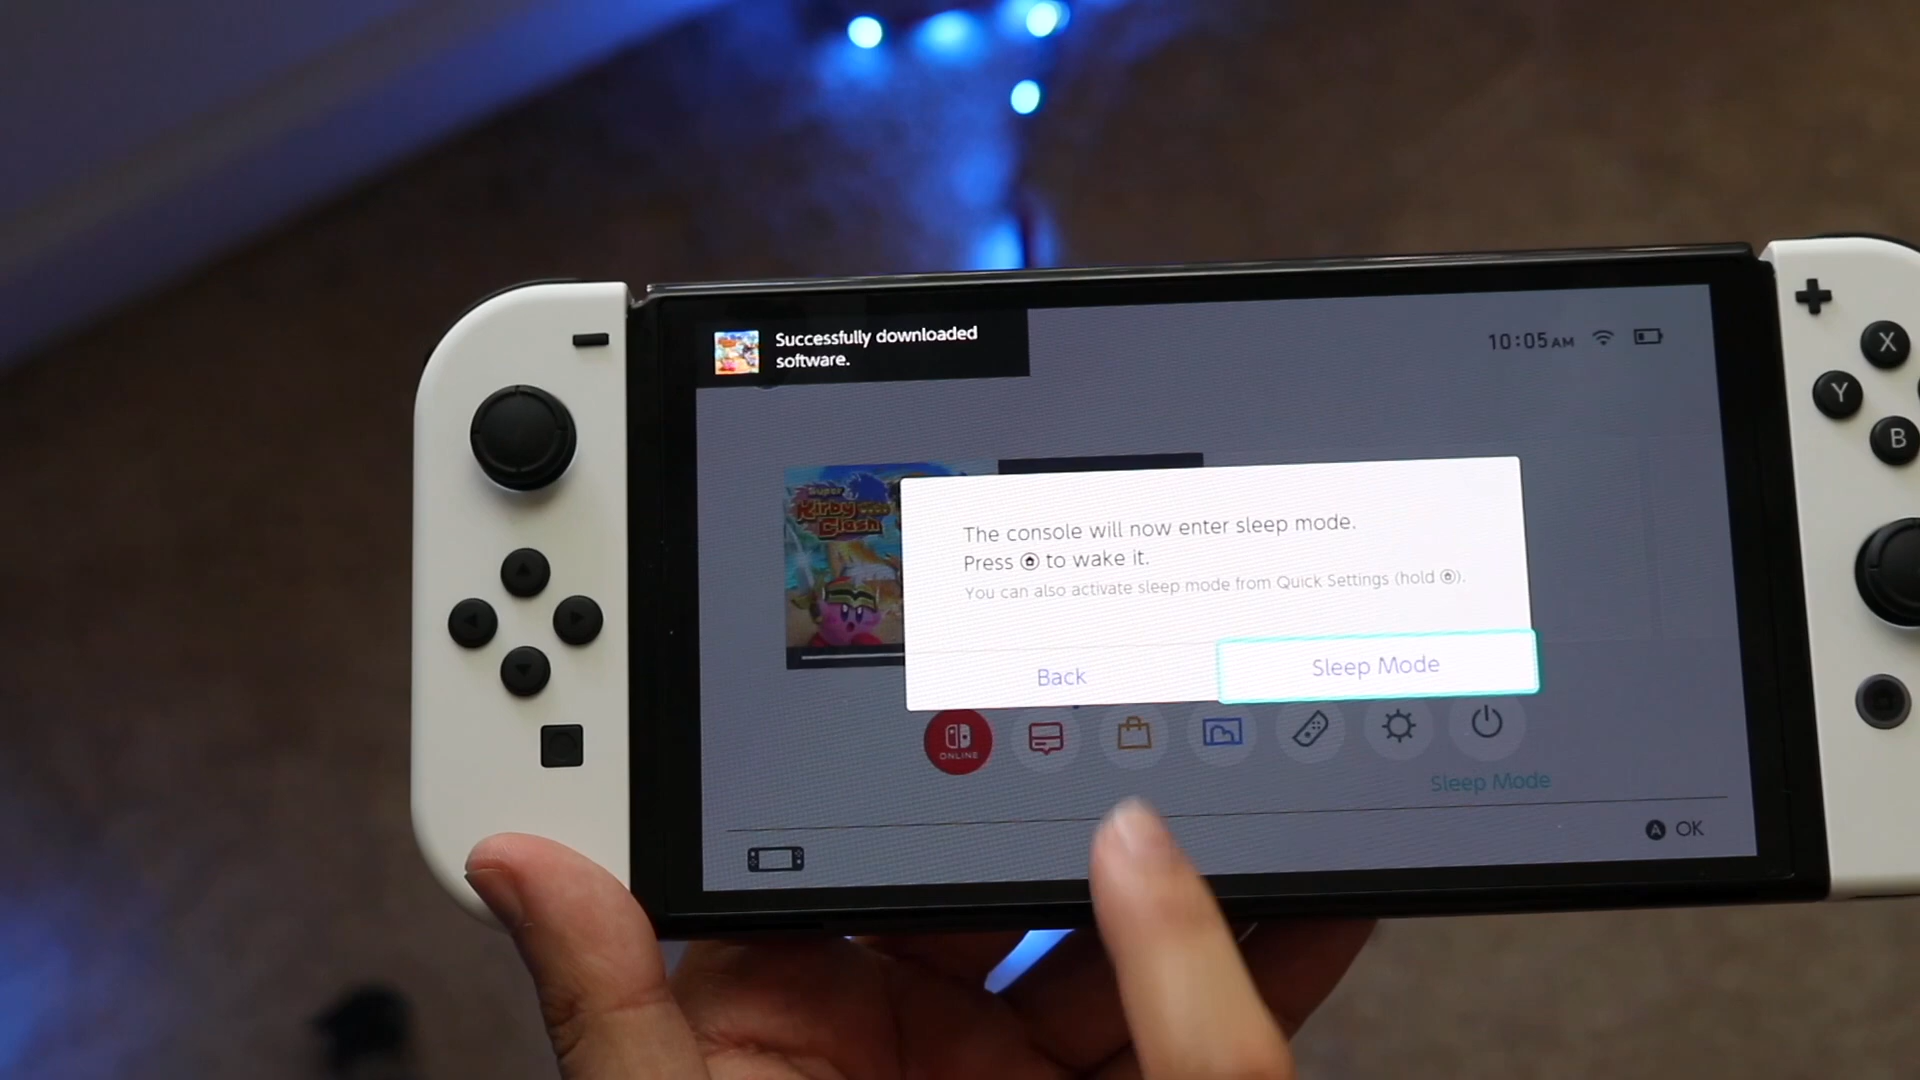 Successfully downloaded
software.
10:05 AM
X
Y
B
Super
Kirby
Clash
The console will now enter sleep mode.
Press to wake it.
You can also activate sleep mode from Quick Settings (hold ).
Back
Sleep Mode
ONLINE
Sleep Mode
A OK